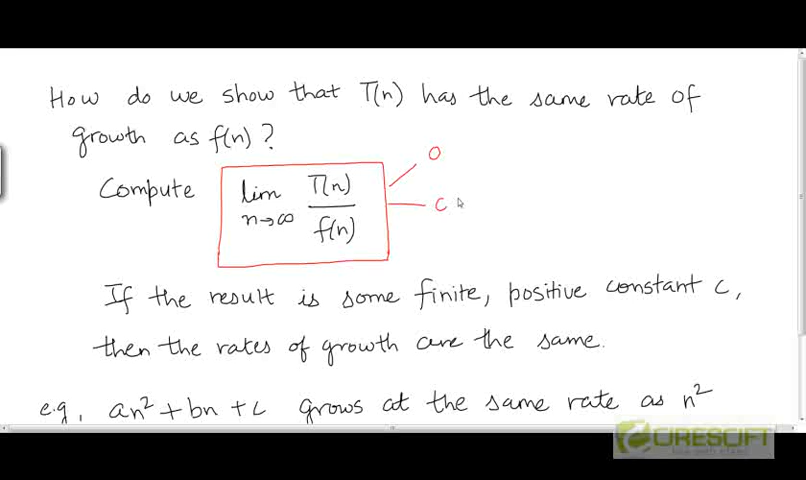 How do we show that T(n) has the same rate of
growth as f(n)?
Compute lim n→∞ T(n)/f(n)
0
C
If the result is some finite, positive constant c,
then the rates of growth are the same.
e.g. an² + bn + c grows at the same rate as n²
CIRESOFT